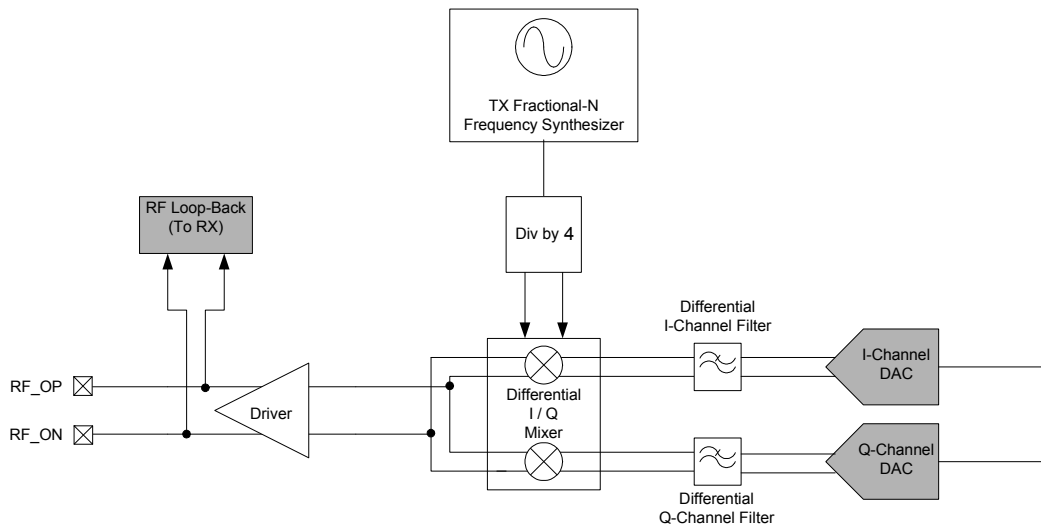 TX Fractional-N
Frequency Synthesizer
RF Loop-Back
(To RX)
Div by 4
Differential
I-Channel Filter
I-Channel
DAC
RF_OP
Driver
Differential
I / Q
Mixer
RF_ON
Q-Channel
DAC
Differential
Q-Channel Filter